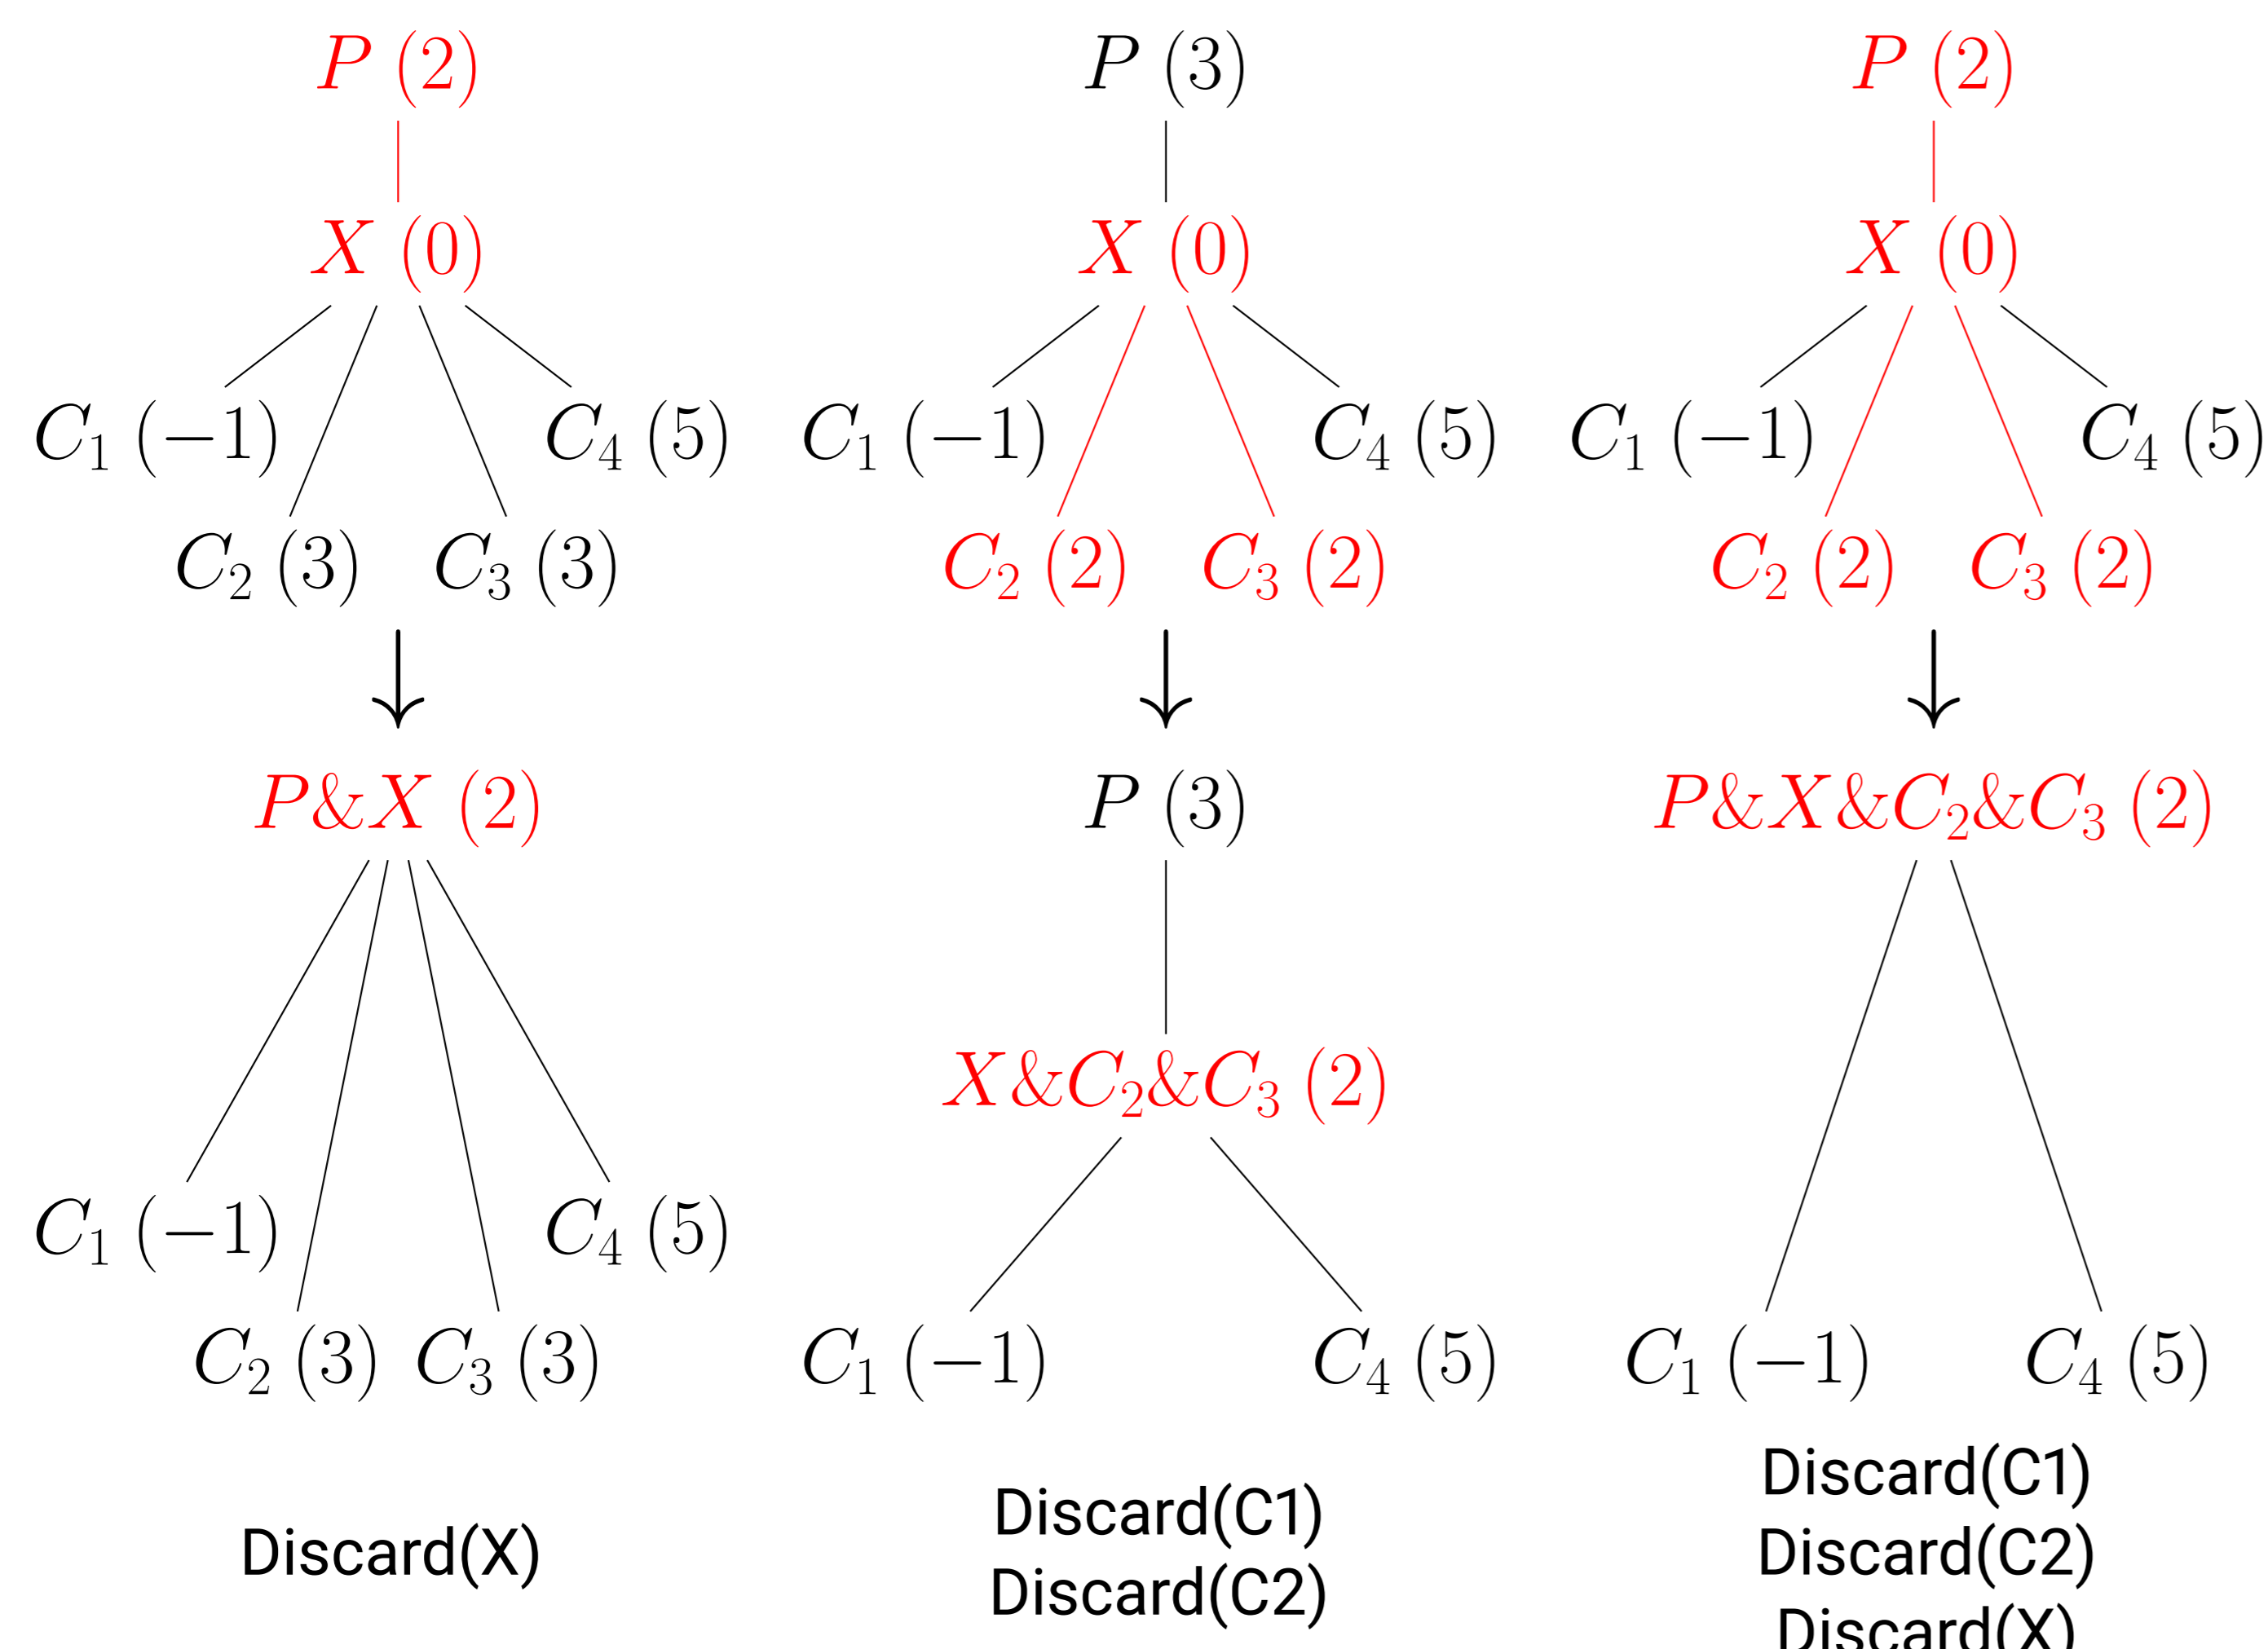 P (2)
X (0)
C₁ (−1)
C₄ (5)
C₂ (3)
C₃ (3)
P&X (2)
C₁ (−1)
C₄ (5)
C₂ (3)
C₃ (3)
Discard(X)
P (3)
X (0)
C₁ (−1)
C₄ (5)
C₂ (2)
C₃ (2)
P (3)
X&C₂&C₃ (2)
C₁ (−1)
C₄ (5)
Discard(C1)
Discard(C2)
P (2)
X (0)
C₁ (−1)
C₄ (5)
C₂ (2)
C₃ (2)
P&X&C₂&C₃ (2)
C₁ (−1)
C₄ (5)
Discard(C1)
Discard(C2)
Discard(X)